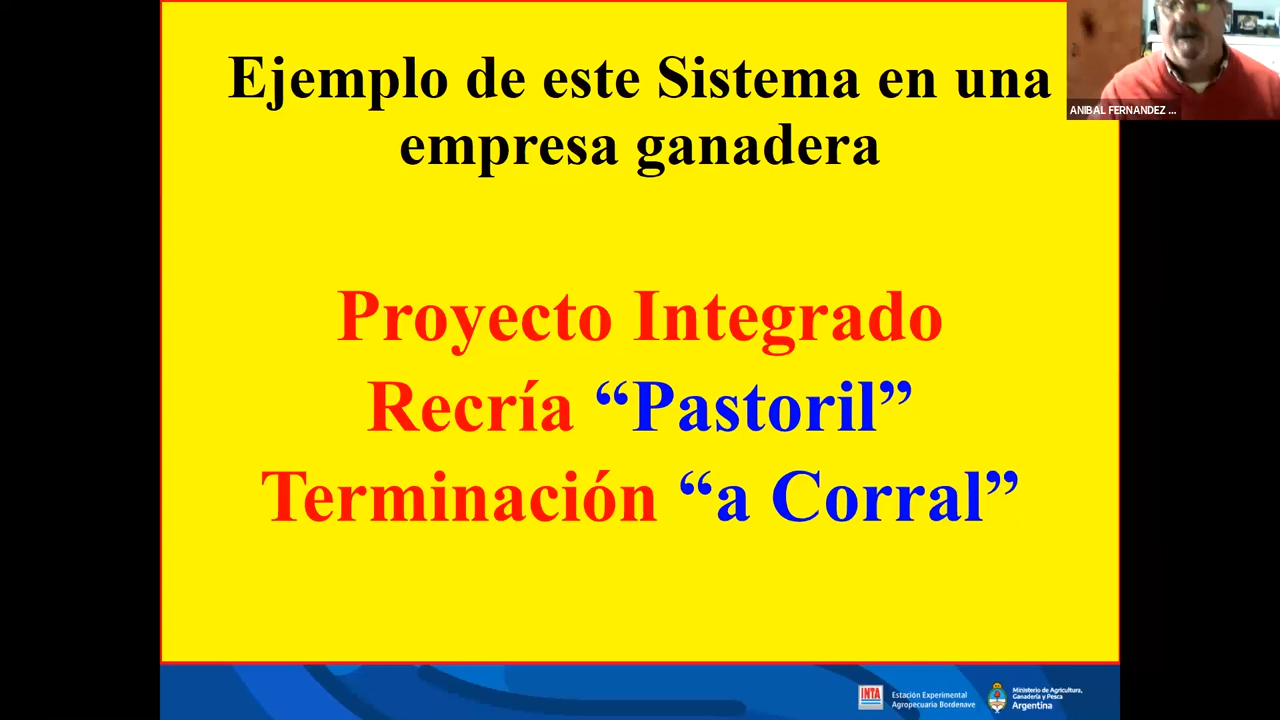 Ejemplo de este Sistema en una
empresa ganadera
ANIBAL FERNANDEZ ...
Proyecto Integrado
Recría “Pastoril”
Terminación “a Corral”
INTA
Estación Experimental
Agropecuaria Bordenave
Ministerio de Agricultura,
Ganadería y Pesca
Argentina